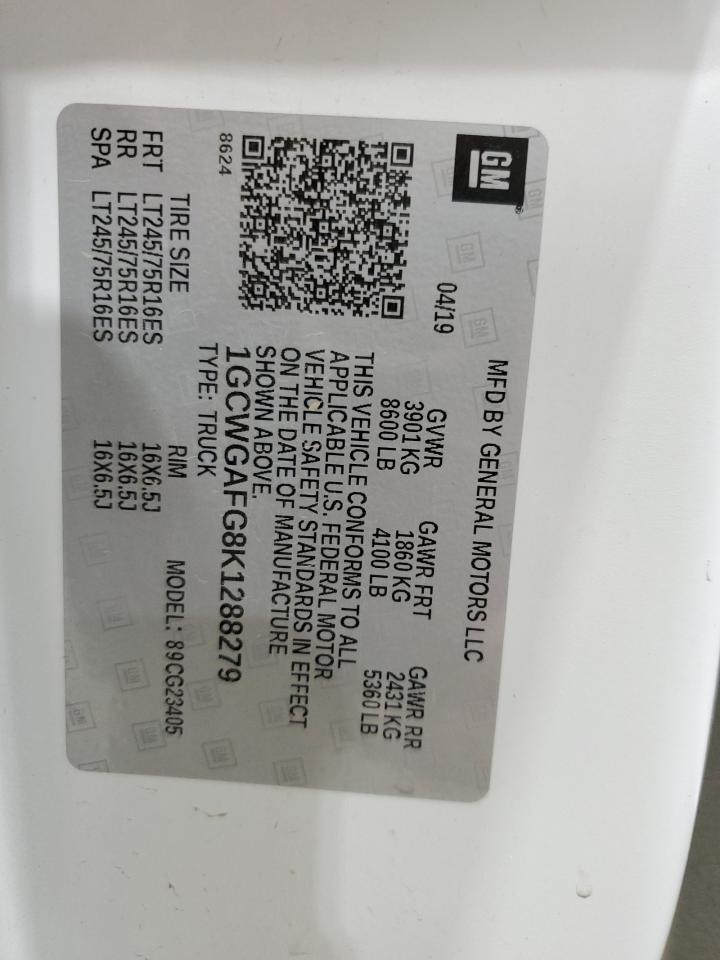 GM
MFD BY GENERAL MOTORS LLC
04/19 GVWR GAWR FRT GAWR RR
3901 KG 1860 KG 2431 KG
8600 LB 4100 LB 5360 LB
THIS VEHICLE CONFORMS TO ALL
APPLICABLE U.S. FEDERAL MOTOR
VEHICLE SAFETY STANDARDS IN EFFECT
ON THE DATE OF MANUFACTURE
SHOWN ABOVE.
1GCWGAFG8K1288279
8624 TYPE: TRUCK
MODEL: 89CG23405
TIRE SIZE RIM
FRT LT245/75R16ES 16X6.5J
RR LT245/75R16ES 16X6.5J
SPA LT245/75R16ES 16X6.5J